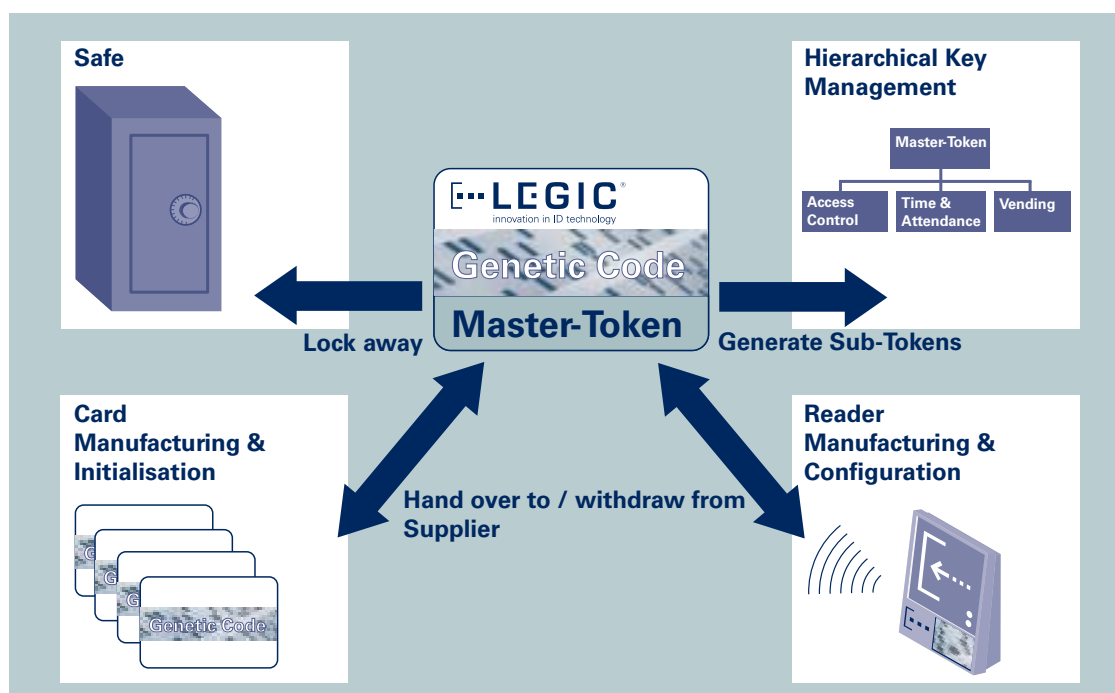 Safe
Hierarchical Key
Management
Master-Token
Access
Control
Time &
Attendance
Vending
LEGIC®
innovation in ID technology
Genetic Code
Master-Token
Lock away
Generate Sub-Tokens
Card
Manufacturing &
Initialisation
Reader
Manufacturing &
Configuration
Hand over to / withdraw from
Supplier
G
G
G
Genetic Code